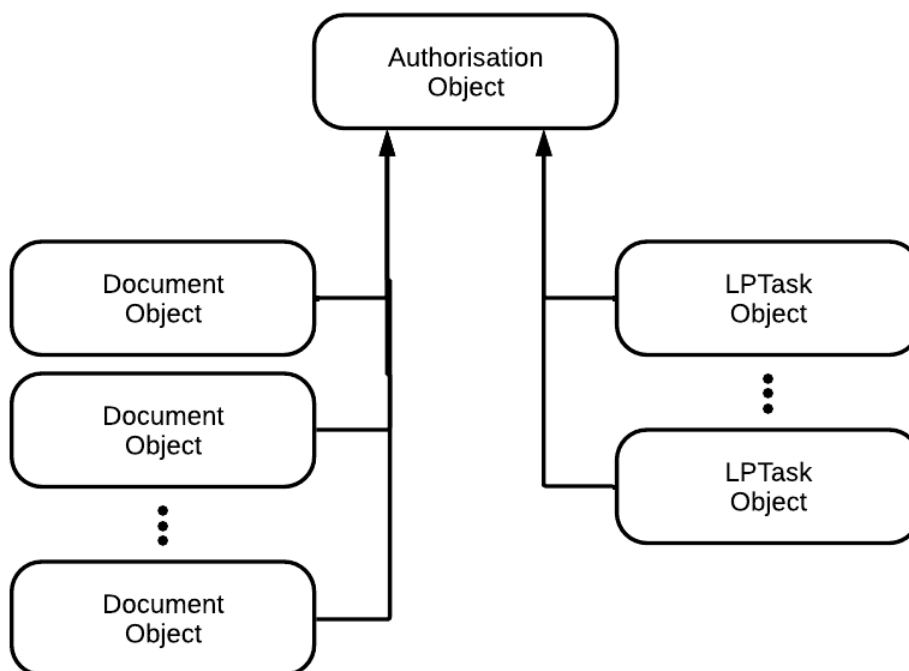 Authorisation
Object
Document
Object
LPTask
Object
Document
Object
LPTask
Object
Document
Object